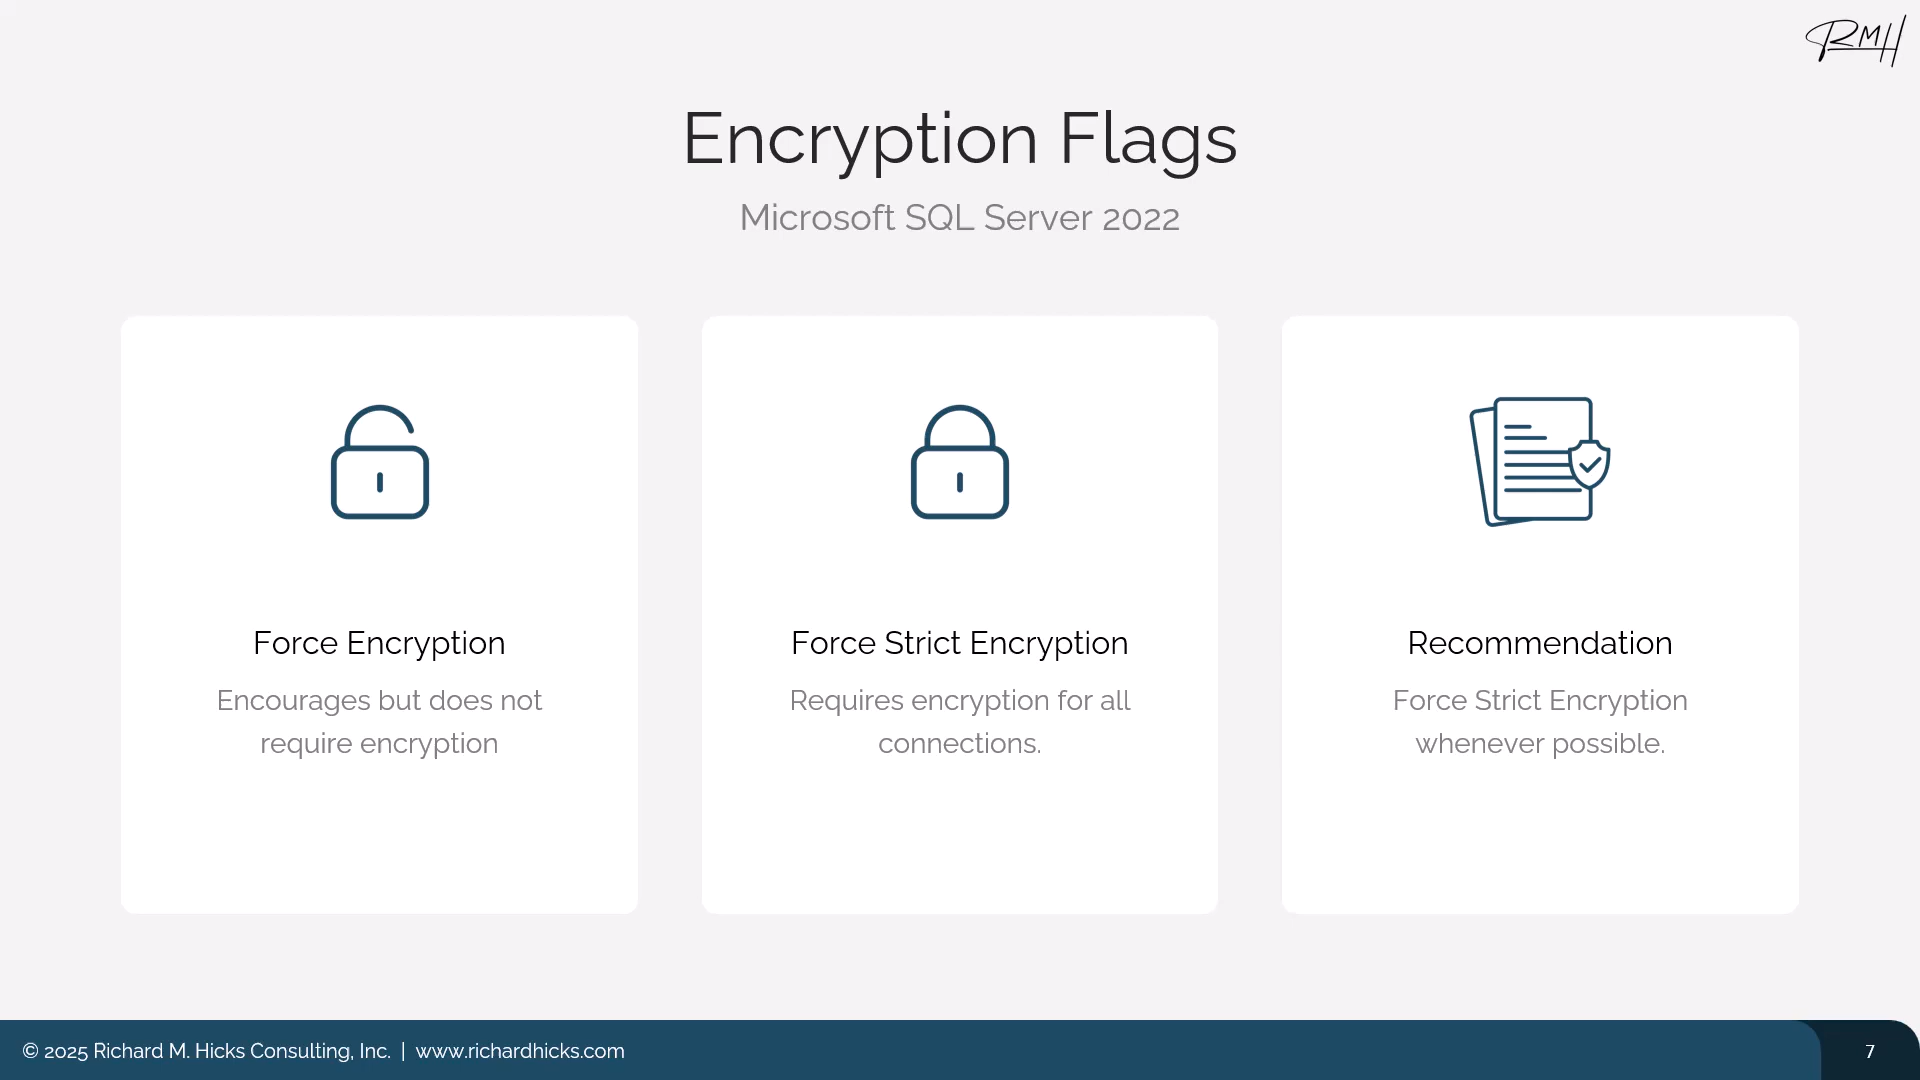 RMH
Encryption Flags
Microsoft SQL Server 2022
Force Encryption
Encourages but does not
require encryption
Force Strict Encryption
Requires encryption for all
connections.
Recommendation
Force Strict Encryption
whenever possible.
© 2025 Richard M. Hicks Consulting, Inc. | www.richardhicks.com
7